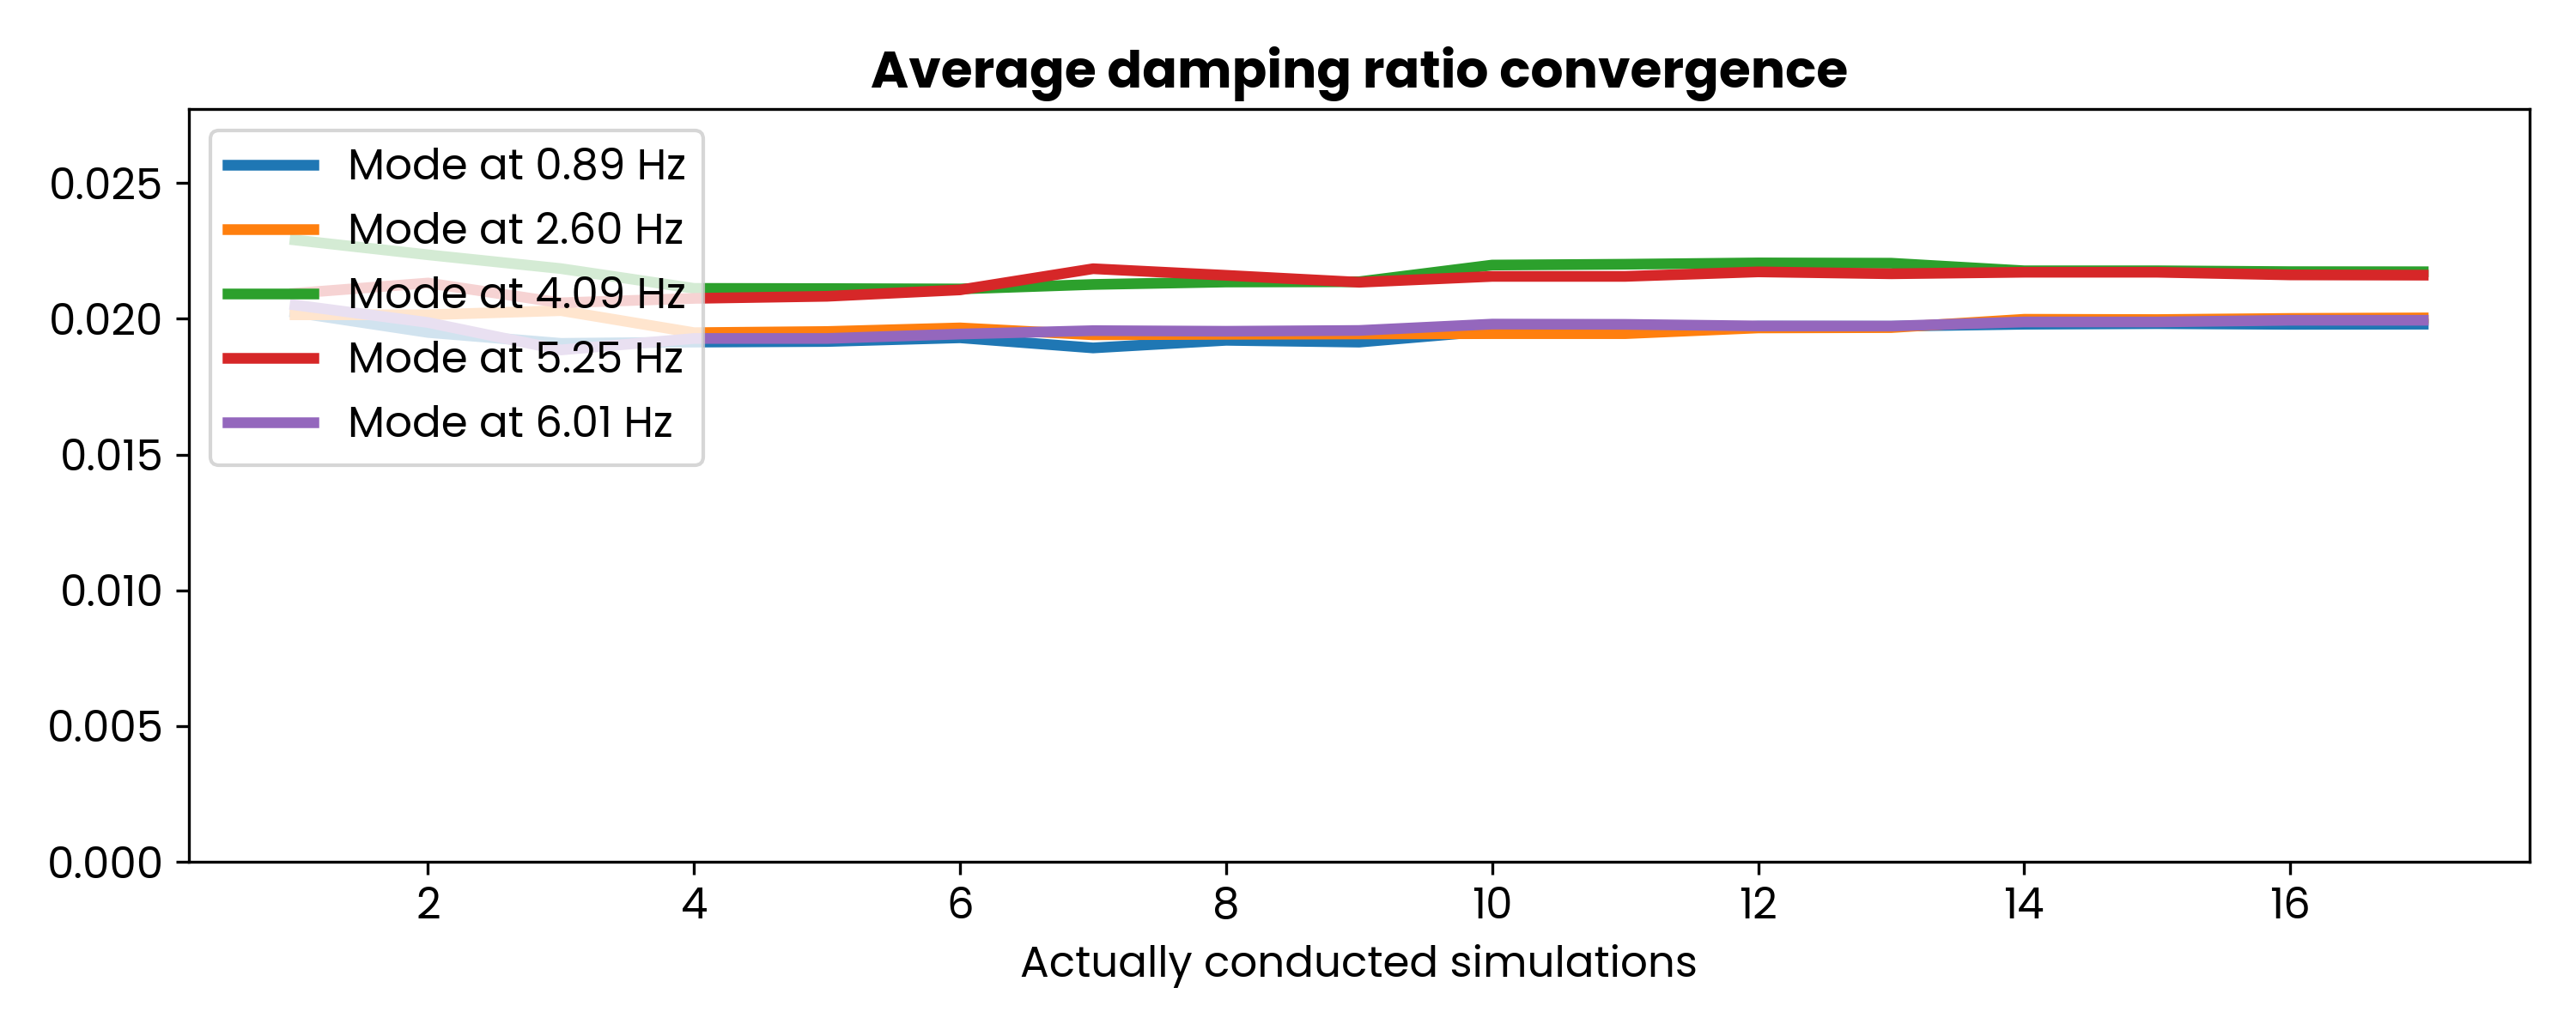 Average damping ratio convergence
Mode at 0.89 Hz
Mode at 2.60 Hz
Mode at 4.09 Hz
Mode at 5.25 Hz
Mode at 6.01 Hz
0.025
0.020
0.015
0.010
0.005
0.000
2 4 6 8 10 12 14 16
Actually conducted simulations